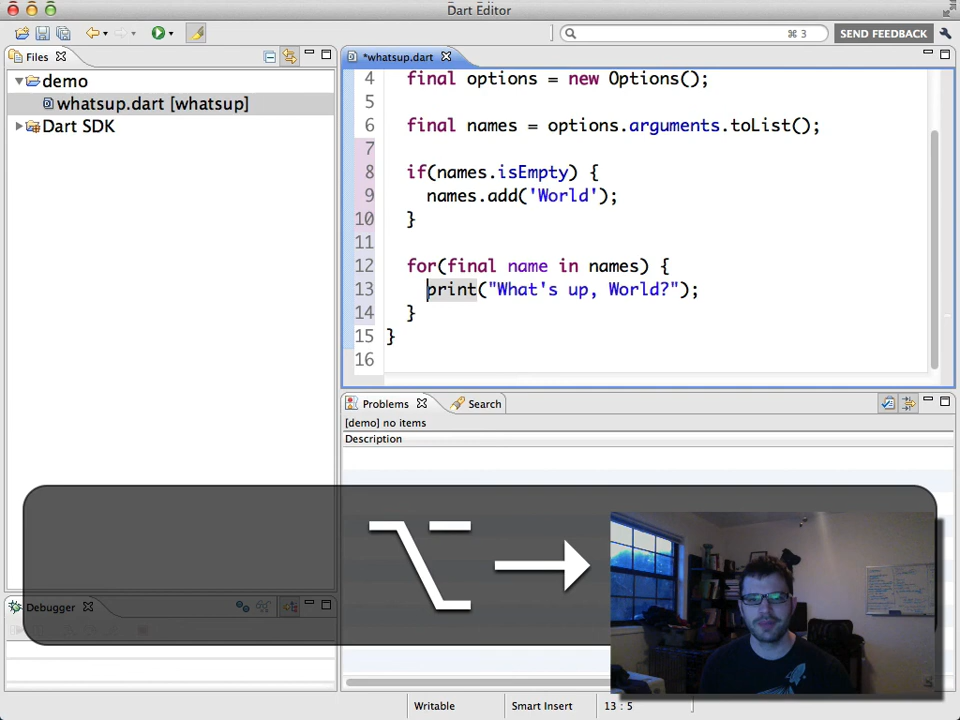 Dart Editor
⌘ 3
SEND FEEDBACK
Files
*whatsup.dart
demo
whatsup.dart [whatsup]
Dart SDK
4 final options = new Options();
5
6 final names = options.arguments.toList();
7
8 if(names.isEmpty) {
9 names.add('World');
10 }
11
12 for(final name in names) {
13 print("What's up, World?");
14 }
15 }
16
Problems
Search
[demo] no items
Description
⌥ →
Debugger
Writable
Smart Insert
13 : 5